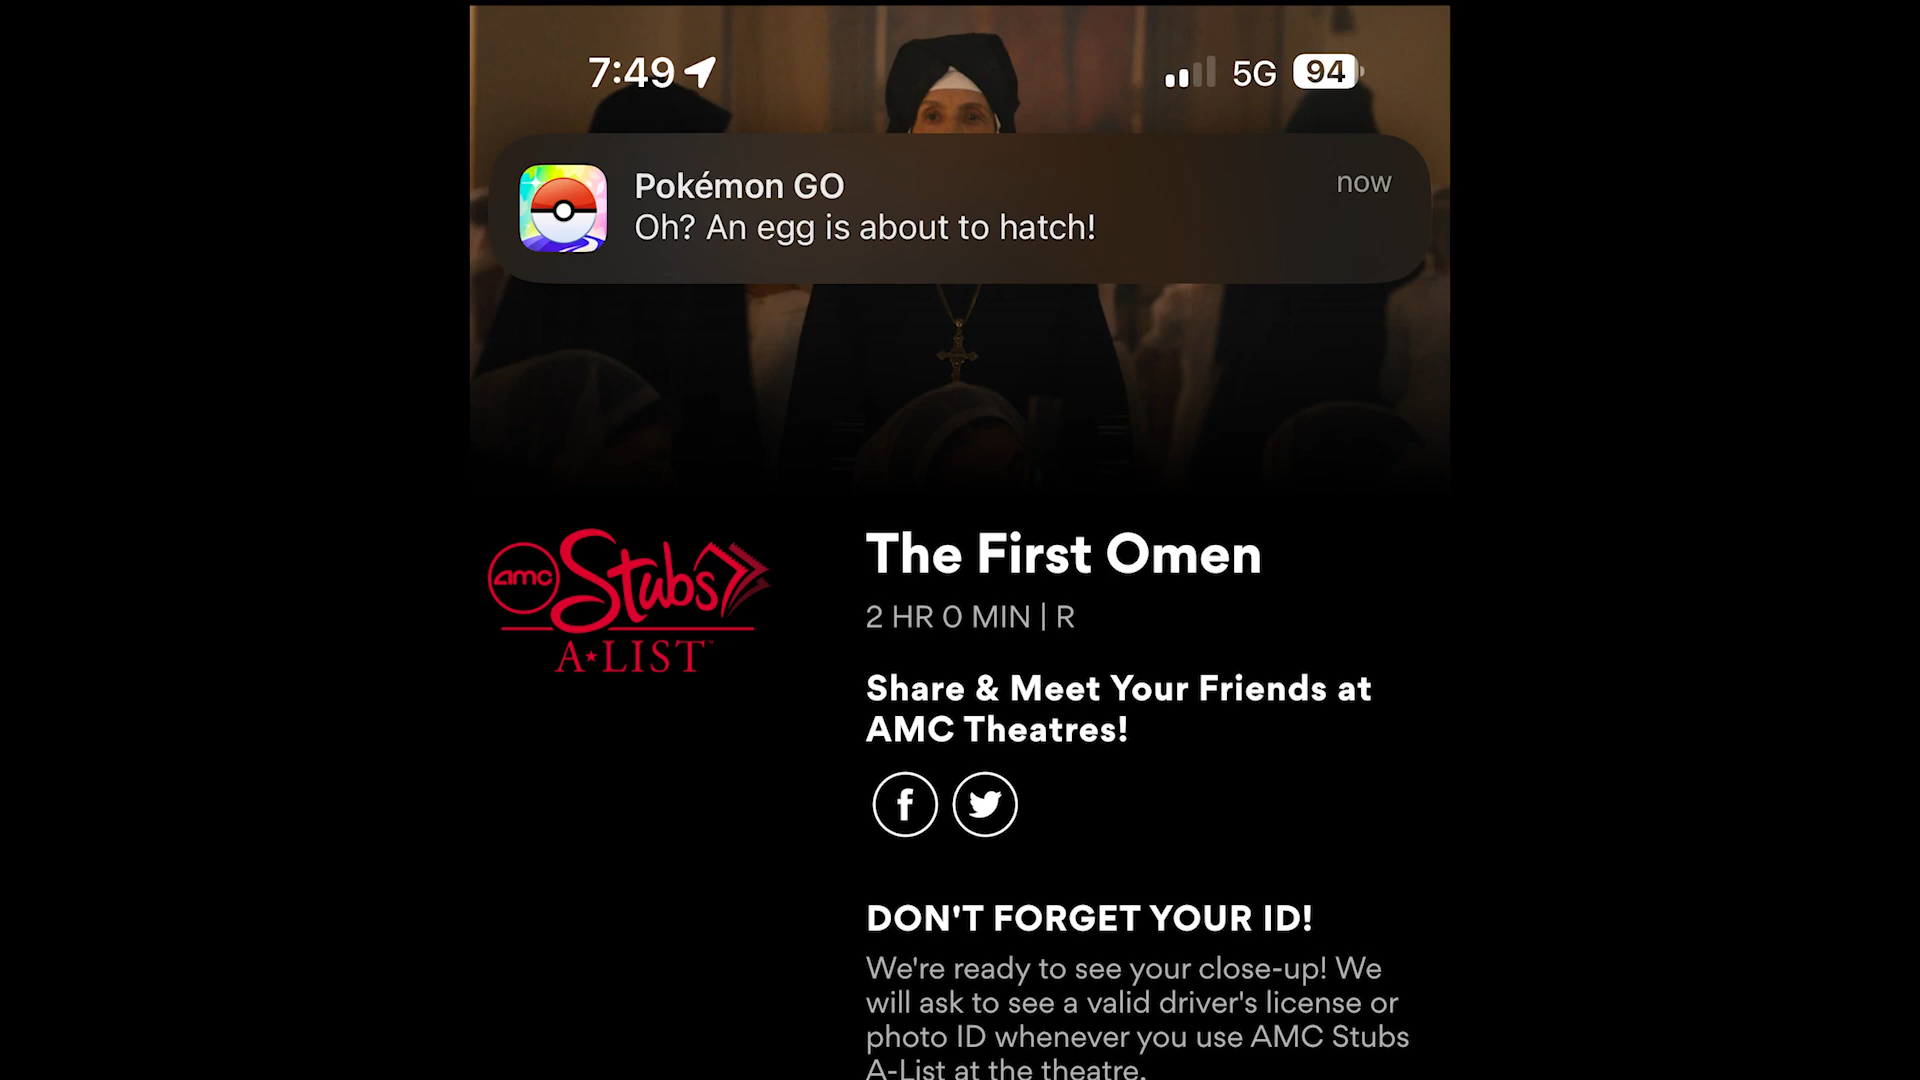 7:49
5G
94
Pokémon GO
now
Oh? An egg is about to hatch!
amc Stubs
A★LIST™
The First Omen
2 HR 0 MIN | R
Share & Meet Your Friends at
AMC Theatres!
DON'T FORGET YOUR ID!
We're ready to see your close-up! We
will ask to see a valid driver's license or
photo ID whenever you use AMC Stubs
A-List at the theatre.